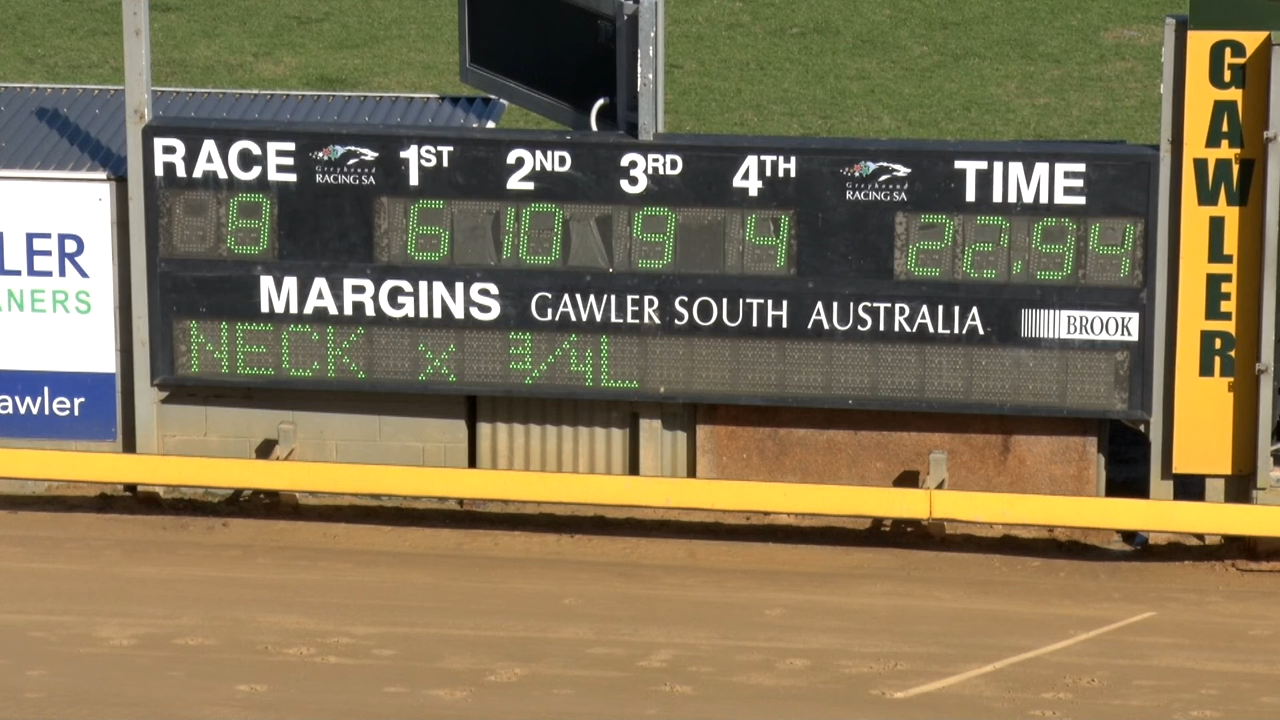 RACE 1ST 2ND 3RD 4TH TIME
Greyhound RACING SA
Greyhound RACING SA
9 6 10 9 4 22.94
MARGINS GAWLER SOUTH AUSTRALIA BROOK
NECK x 3/4L
LER
ANERS
awler
GAWLER